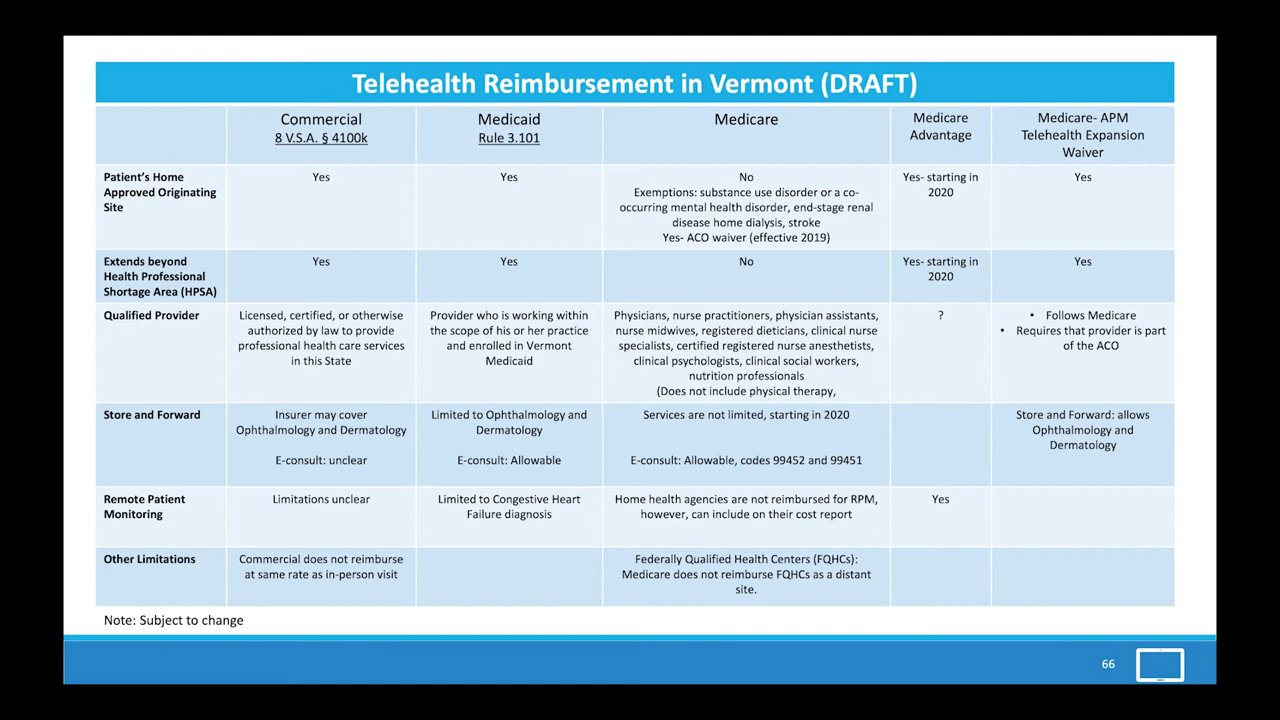 Telehealth Reimbursement in Vermont (DRAFT)
Commercial
8 V.S.A. § 4100k
Medicaid
Rule 3.101
Medicare
Medicare
Advantage
Medicare- APM
Telehealth Expansion
Waiver
Patient's Home
Approved Originating
Site
Yes
Yes
No
Exemptions: substance use disorder or a co-
occurring mental health disorder, end-stage renal
disease home dialysis, stroke
Yes- ACO waiver (effective 2019)
Yes- starting in
2020
Yes
Extends beyond
Health Professional
Shortage Area (HPSA)
Yes
Yes
No
Yes- starting in
2020
Yes
Qualified Provider
Licensed, certified, or otherwise
authorized by law to provide
professional health care services
in this State
Provider who is working within
the scope of his or her practice
and enrolled in Vermont
Medicaid
Physicians, nurse practitioners, physician assistants,
nurse midwives, registered dieticians, clinical nurse
specialists, certified registered nurse anesthetists,
clinical psychologists, clinical social workers,
nutrition professionals
(Does not include physical therapy,
?
• Follows Medicare
• Requires that provider is part
of the ACO
Store and Forward
Insurer may cover
Ophthalmology and Dermatology
E-consult: unclear
Limited to Ophthalmology and
Dermatology
E-consult: Allowable
Services are not limited, starting in 2020
E-consult: Allowable, codes 99452 and 99451
Store and Forward: allows
Ophthalmology and
Dermatology
Remote Patient
Monitoring
Limitations unclear
Limited to Congestive Heart
Failure diagnosis
Home health agencies are not reimbursed for RPM,
however, can include on their cost report
Yes
Other Limitations
Commercial does not reimburse
at same rate as in-person visit
Federally Qualified Health Centers (FQHCs):
Medicare does not reimburse FQHCs as a distant
site.
Note: Subject to change
66